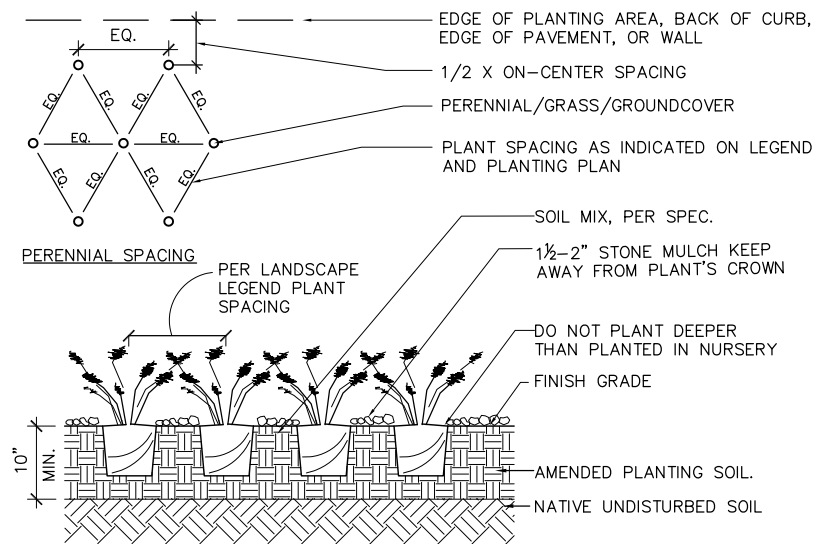 EDGE OF PLANTING AREA, BACK OF CURB,
EDGE OF PAVEMENT, OR WALL
EQ.
1/2 X ON-CENTER SPACING
EQ.
EQ.
EQ.
EQ.
PERENNIAL/GRASS/GROUNDCOVER
EQ.
EQ.
PLANT SPACING AS INDICATED ON LEGEND
AND PLANTING PLAN
EQ.
EQ.
EQ.
EQ.
PERENNIAL SPACING
SOIL MIX, PER SPEC.
1½-2" STONE MULCH KEEP
AWAY FROM PLANT'S CROWN
PER LANDSCAPE
LEGEND PLANT
SPACING
DO NOT PLANT DEEPER
THAN PLANTED IN NURSERY
FINISH GRADE
10"
MIN.
AMENDED PLANTING SOIL.
NATIVE UNDISTURBED SOIL